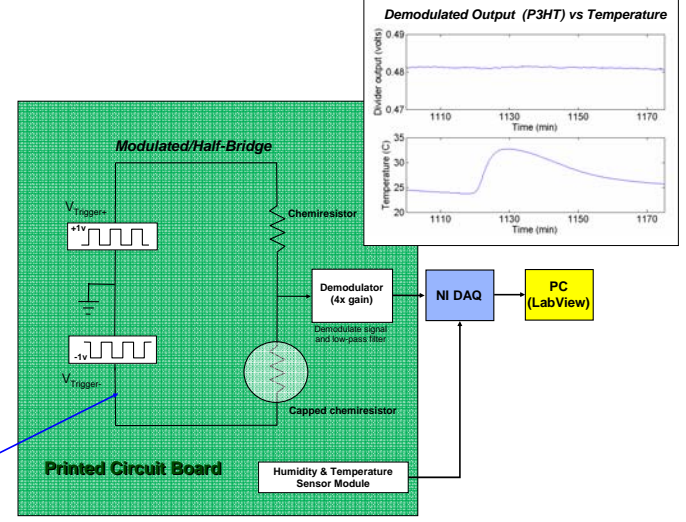 Demodulated Output (P3HT) vs Temperature
Divider output (volts)
0.49
0.48
0.47
1110 1130 1150 1170
Time (min)
Temperature (C)
35
30
25
20
1110 1130 1150 1170
Time (min)
Modulated/Half-Bridge
VTrigger+
+1v
Chemiresistor
Demodulator
(4x gain)
Demodulate signal
and low-pass filter
NI DAQ
PC
(LabView)
-1v
VTrigger-
Capped chemiresistor
Printed Circuit Board
Humidity & Temperature
Sensor Module